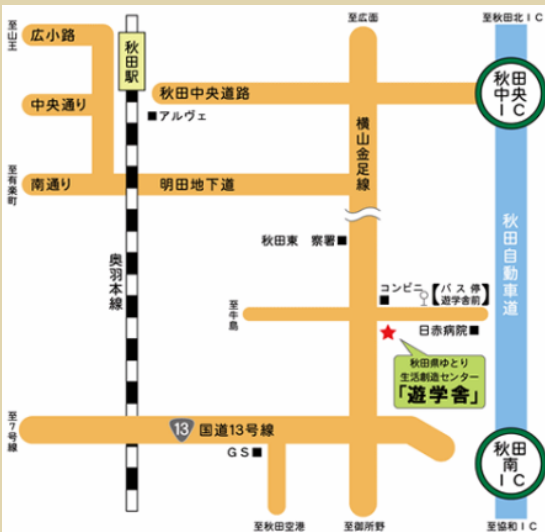 至山王
広小路
秋田駅
至広面
至秋田北IC
中央通り
秋田中央道路
■アルヴェ
秋田
中央
IC
至有楽町
南通り
明田地下道
横山金足線
秋田東 察署■
奥羽本線
秋田自動車道
コンビニ
■
【バス停
遊学舎前】
至牛島
日赤病院■
秋田県ゆとり
生活創造センター
「遊学舎」
至7号線
13
国道13号線
GS■
秋田
南
IC
至秋田空港
至御所野
至協和IC